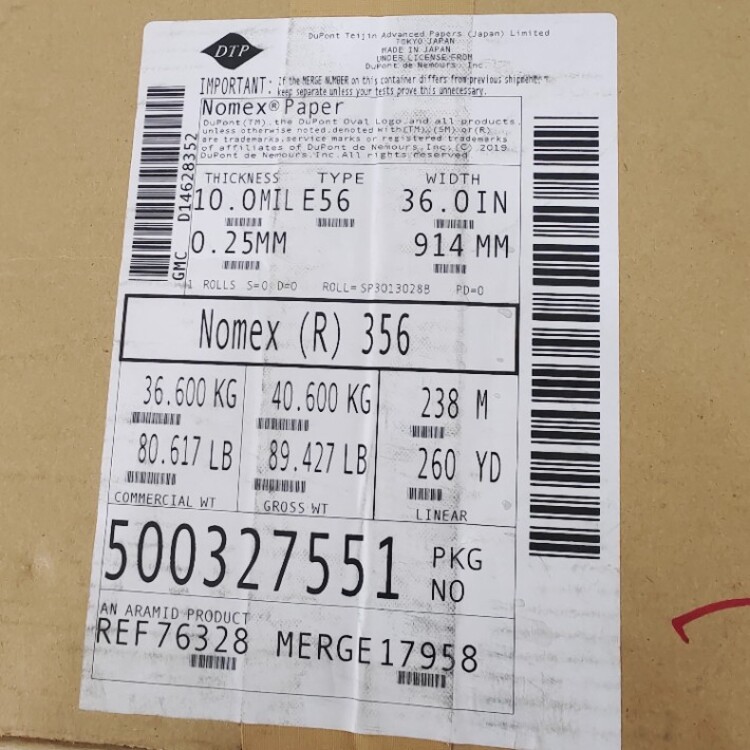 DTP
DuPont Teijin Advanced Papers (Japan) Limited
TOKYO JAPAN
MADE IN JAPAN
UNDER LICENSE FROM
DuPont de Nemours, Inc
IMPORTANT- If the MERGE NUMBER on this container differs from previous shipments
keep separate unless your tests prove this unnecessary.
Nomex® Paper
DuPont(TM),the DuPont Oval Logo,and all products,
unless otherwise noted,denoted with(TM),(SM) or (R)
are trademarks,service marks or registered trademarks
of affiliates of DuPont de Nemours,Inc.(C) 2019
DuPont de Nemours,Inc.All rights reserved
GMC D14628352
THICKNESS TYPE WIDTH
10.0MIL E56 36.0IN
0.25MM 914 MM
1 ROLLS S=0 D=0 ROLL= SP3013028B PD=0
Nomex (R) 356
36.600 KG 40.600 KG 238 M
80.617 LB 89.427 LB 260 YD
COMMERCIAL WT GROSS WT LINEAR
500327551 PKG NO
AN ARAMID PRODUCT
REF 76328 MERGE 17958